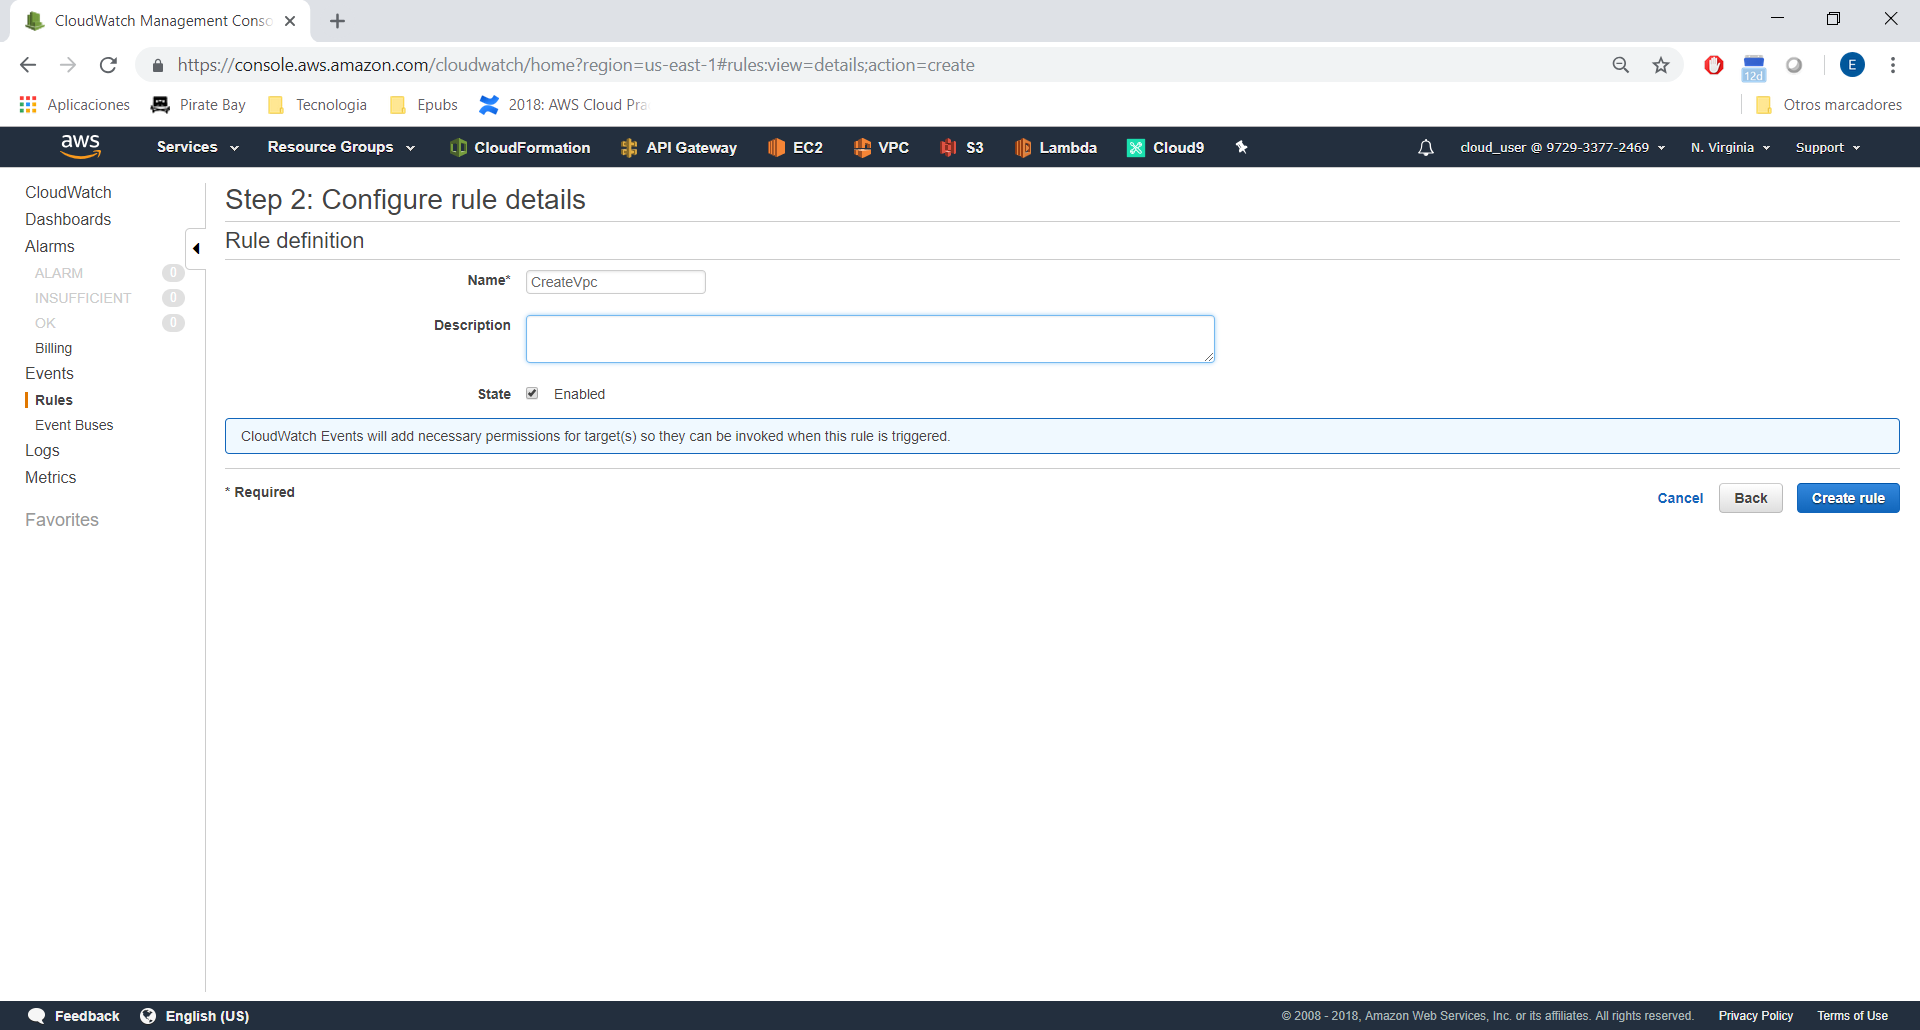 CloudWatch Management Conso
https://console.aws.amazon.com/cloudwatch/home?region=us-east-1#rules:view=details;action=create
12d
E
Aplicaciones Pirate Bay Tecnologia Epubs 2018: AWS Cloud Pra Otros marcadores
aws Services Resource Groups CloudFormation API Gateway EC2 VPC S3 Lambda Cloud9 cloud_user @ 9729-3377-2469 N. Virginia Support
CloudWatch
Dashboards
Alarms
ALARM 0
INSUFFICIENT 0
OK 0
Billing
Events
Rules
Event Buses
Logs
Metrics
Favorites
Step 2: Configure rule details
Rule definition
Name* CreateVpc
Description
State Enabled
CloudWatch Events will add necessary permissions for target(s) so they can be invoked when this rule is triggered.
* Required
Cancel Back Create rule
Feedback English (US) © 2008 - 2018, Amazon Web Services, Inc. or its affiliates. All rights reserved. Privacy Policy Terms of Use